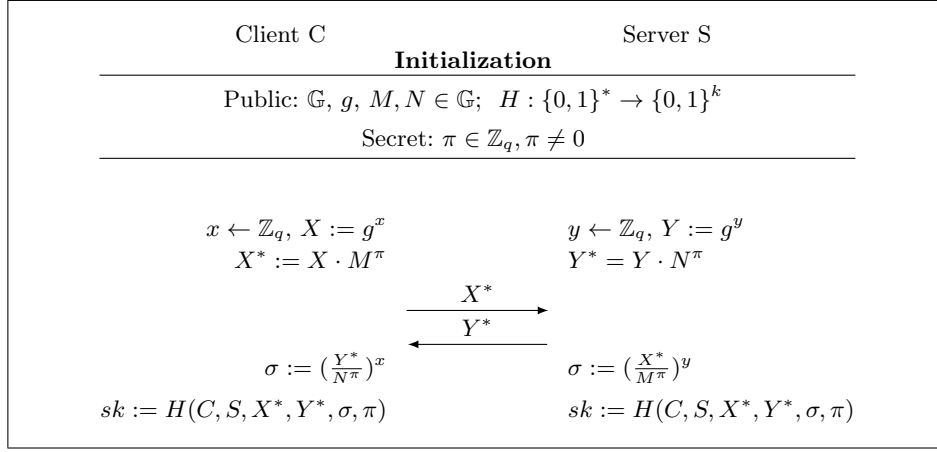 Client C Server S
Initialization
Public: 𝔾, g, M, N ∈ 𝔾; H : {0, 1}* → {0, 1}^k
Secret: π ∈ ℤ_q, π ≠ 0
x ← ℤ_q, X := g^x y ← ℤ_q, Y := g^y
X* := X · M^π Y* = Y · N^π
X*
Y*
σ := (Y*/N^π)^x σ := (X*/M^π)^y
sk := H(C, S, X*, Y*, σ, π) sk := H(C, S, X*, Y*, σ, π)